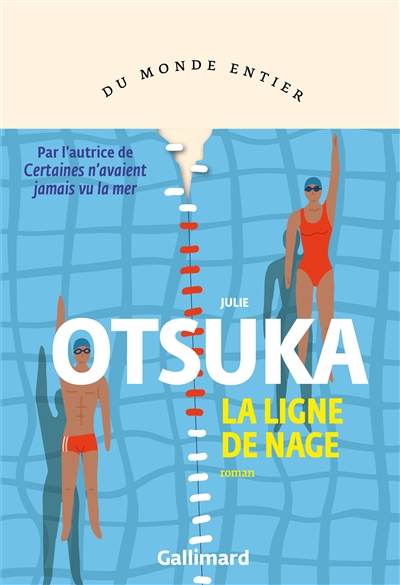 DU MONDE ENTIER
Par l'autrice de
Certaines n'avaient
jamais vu la mer
JULIE
OTSUKA
LA LIGNE
DE NAGE
roman
Gallimard